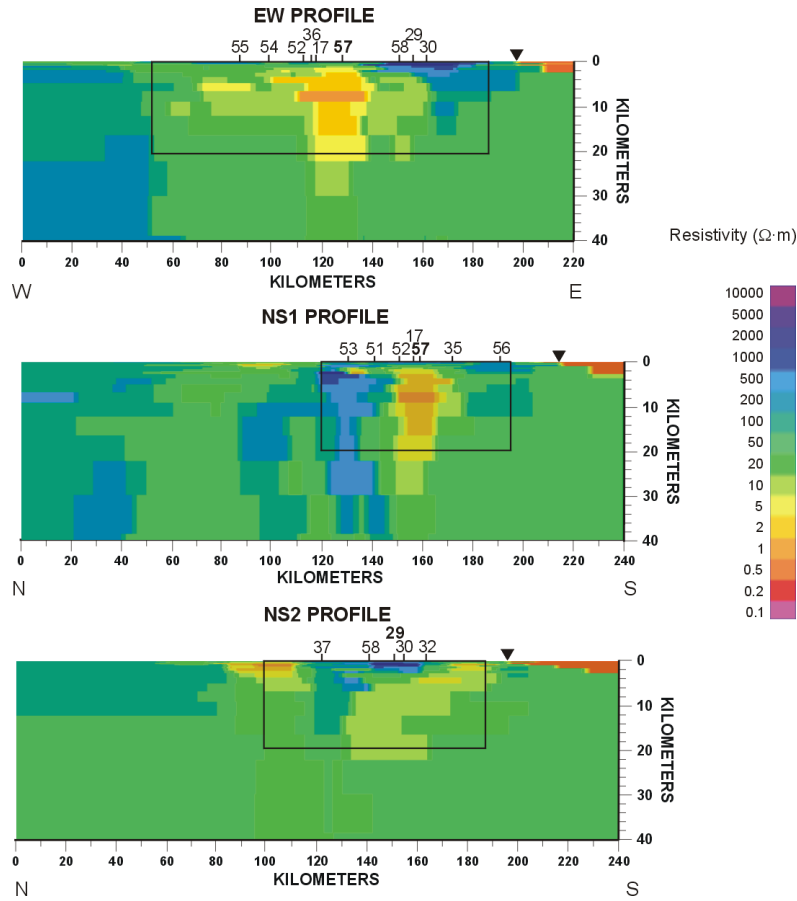 EW PROFILE
36 29
55 54 52 17 57 58 30
0
10
20
30
40
KILOMETERS
0 20 40 60 80 100 120 140 160 180 200 220
KILOMETERS
W E
Resistivity (Ω·m)
10000
5000
2000
1000
500
200
100
50
20
10
5
2
1
0.5
0.2
0.1
NS1 PROFILE
17
53 51 52 57 35 56
0
10
20
30
40
KILOMETERS
0 20 40 60 80 100 120 140 160 180 200 220 240
KILOMETERS
N S
NS2 PROFILE
29
37 58 30 32
0
10
20
30
40
KILOMETERS
0 20 40 60 80 100 120 140 160 180 200 220 240
KILOMETERS
N S